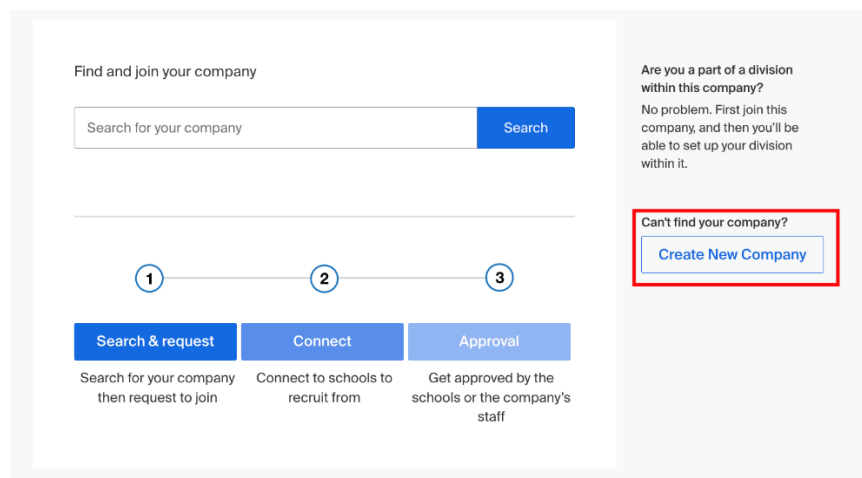 Find and join your company
Search for your company
Search
1
2
3
Search & request
Connect
Approval
Search for your company
then request to join
Connect to schools to
recruit from
Get approved by the
schools or the company's
staff
Are you a part of a division
within this company?
No problem. First join this
company, and then you'll be
able to set up your division
within it.
Can't find your company?
Create New Company